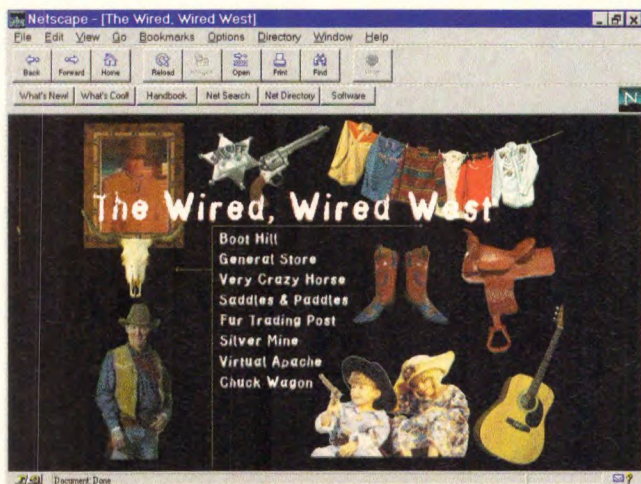 Netscape - [The Wired, Wired West]
File Edit View Go Bookmarks Options Directory Window Help
Back Forward Home Reload Open Print Find
What's New! What's Cool! Handbook Net Search Net Directory Software
N
SHERIFF
The Wired, Wired West
Boot Hill
General Store
Very Crazy Horse
Saddles & Paddles
Fur Trading Post
Silver Mine
Virtual Apache
Chuck Wagon
Document: Done